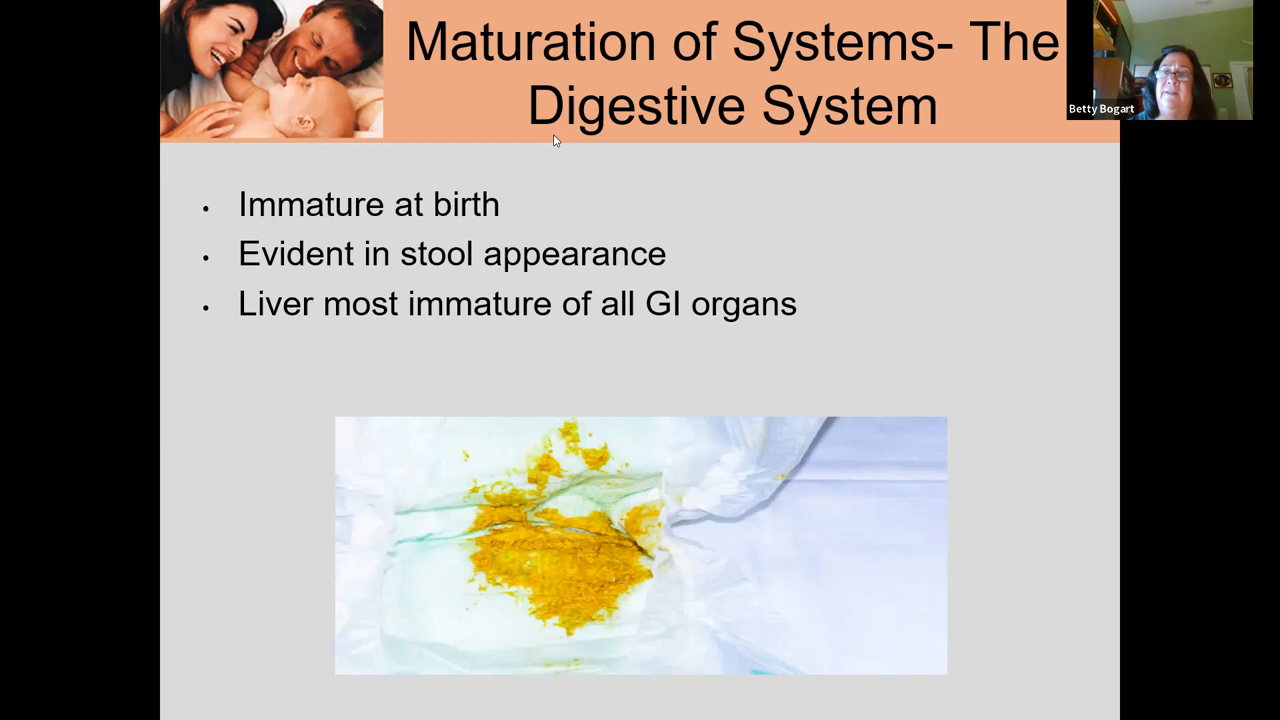 Maturation of Systems- The
Digestive System
Betty Bogart
• Immature at birth
• Evident in stool appearance
• Liver most immature of all GI organs